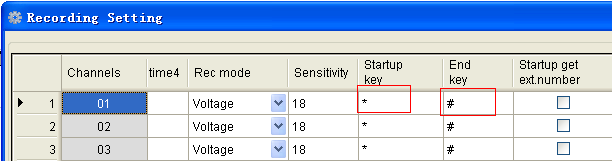 Recording Setting
Channels time4 Rec mode Sensitivity Startup key End key Startup get ext.number
1 01 Voltage 18 * #
2 02 Voltage 18 * #
3 03 Voltage 18 * #